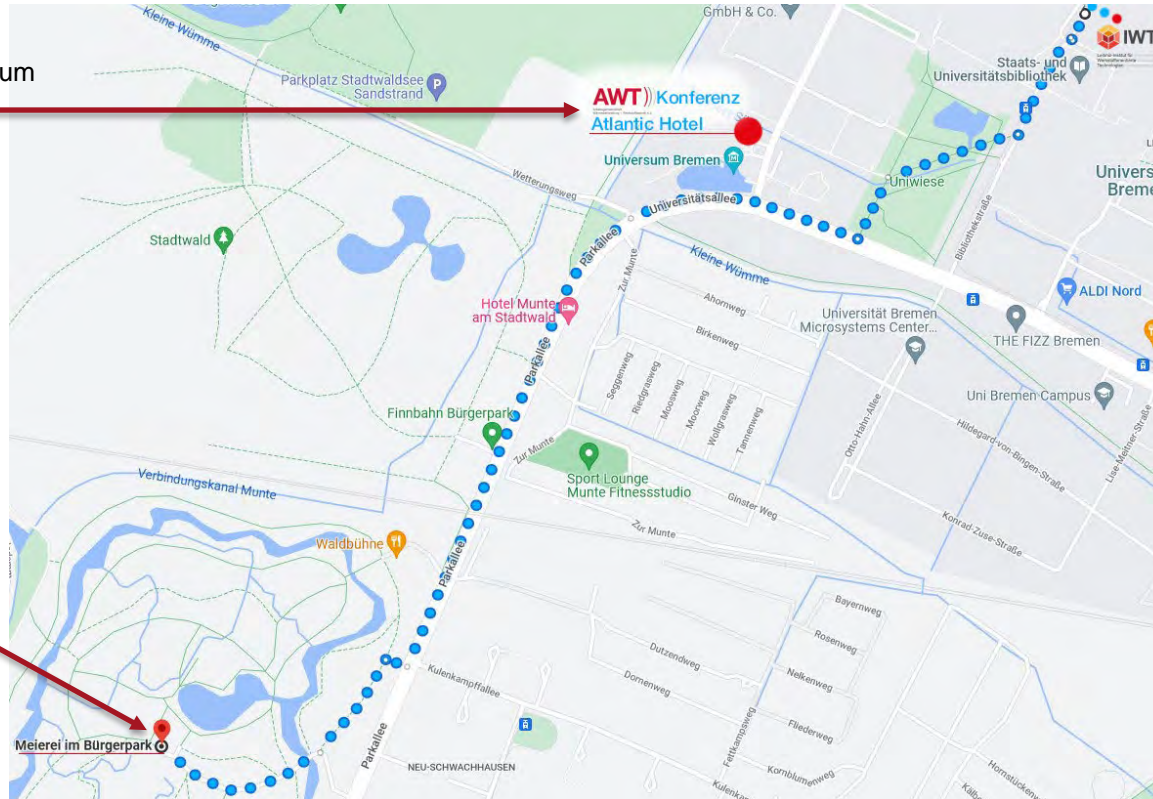 GmbH & Co.
Kleine Wümme
IWT
um
Staats- und
Universitätsbibliothek
Parkplatz Stadtwaldsee
Sandstrand
AWT Konferenz
Atlantic Hotel
Universum Bremen
Uniwiese
Univers
Breme
Wetterungsweg
Universitätsallee
Bibliothekstraße
Stadtwald
Parkallee
Zur Munte
Kleine Wümme
ALDI Nord
Hotel Munte
am Stadtwald
Ahornweg
Universität Bremen
Microsystems Center...
THE FIZZ Bremen
Birkenweg
Parkallee
Seggenweg
Riedgrasweg
Moosweg
Moorweg
Wollgrasweg
Tannenweg
Uni Bremen Campus
Finnbahn Bürgerpark
Otto-Hahn-Allee
Hildegard-von-Bingen-Straße
Lise-Meitner-Straße
Zur Munte
Sport Lounge
Munte Fitnessstudio
Verbindungskanal Munte
Ginster Weg
Konrad-Zuse-Straße
Zur Munte
Waldbühne
Parkallee
Bayernweg
Rosenweg
Dutzendweg
Nelkenweg
Kulenkampffallee
Dornenweg
Fliederweg
Fettkampsweg
Meierei im Bürgerpark
Parkallee
NEU-SCHWACHHAUSEN
Kornblumenweg
Hornstückenw
Kulenkamp
Kälbe